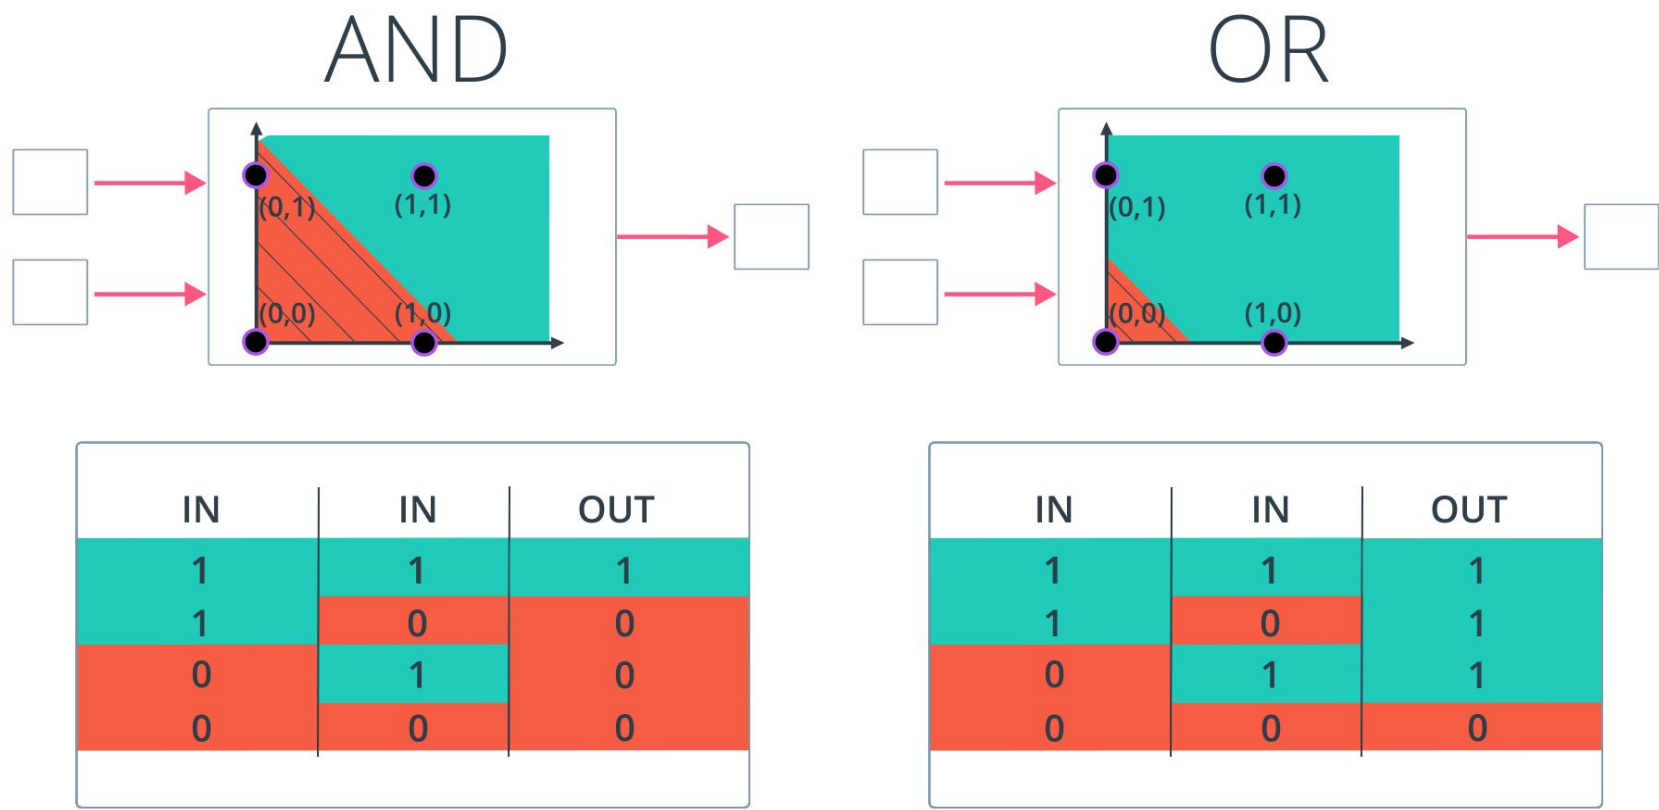 AND
(0,1)
(1,1)
(0,0)
(1,0)
IN IN OUT
1 1 1
1 0 0
0 1 0
0 0 0
OR
(0,1)
(1,1)
(0,0)
(1,0)
IN IN OUT
1 1 1
1 0 1
0 1 1
0 0 0